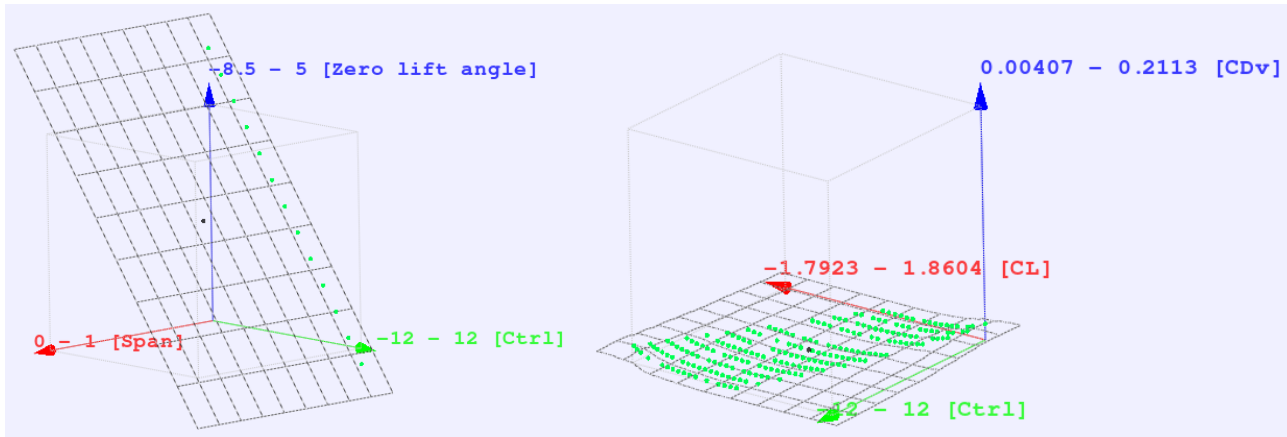 -8.5 - 5 [Zero lift angle]
0 - 1 [Span]
-12 - 12 [Ctrl]
0.00407 - 0.2113 [CDv]
-1.7923 - 1.8604 [CL]
-12 - 12 [Ctrl]